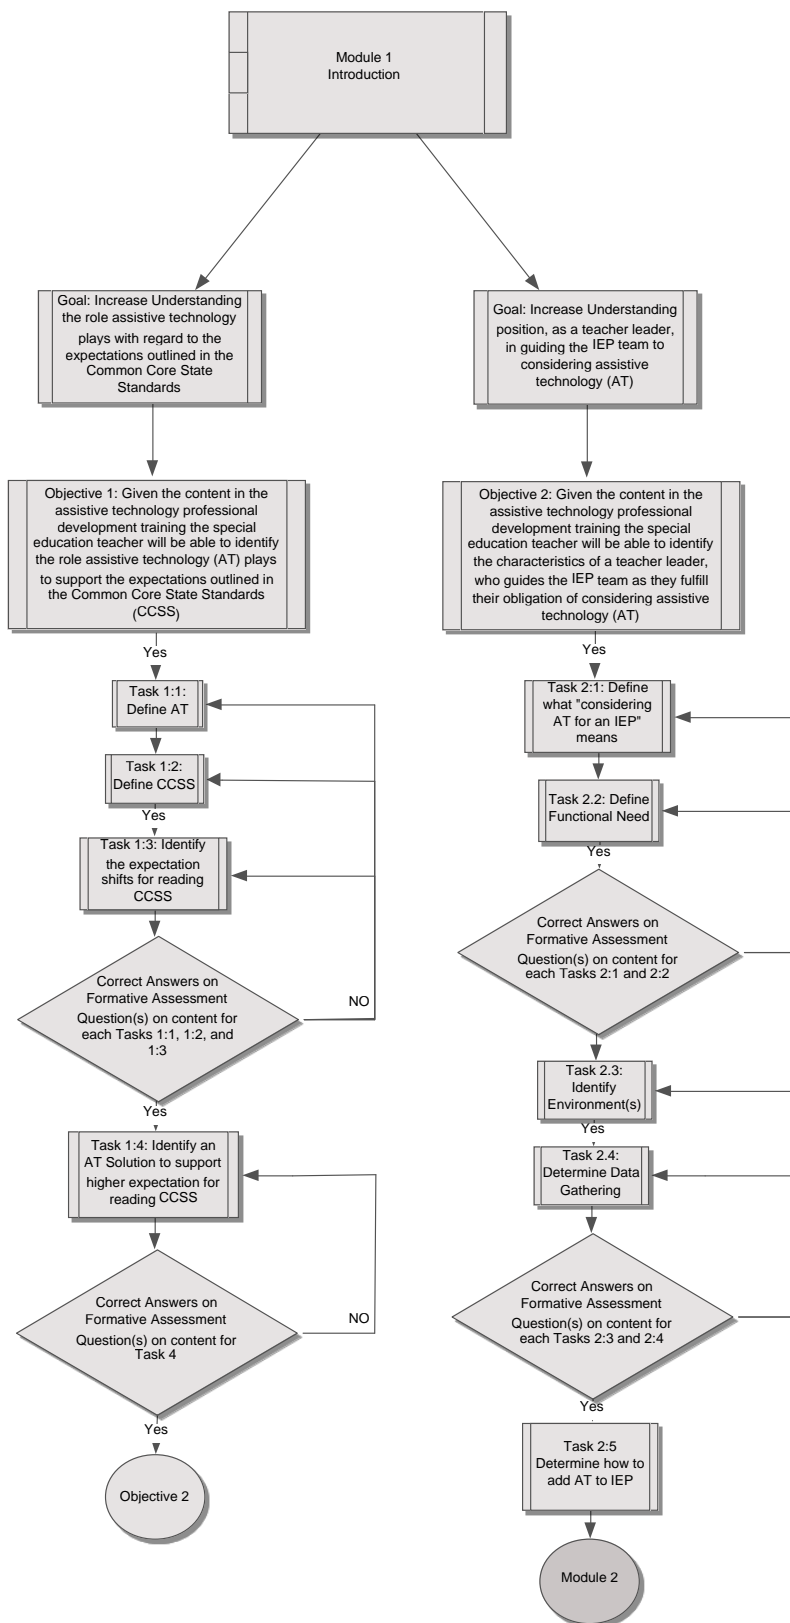 Module 1
Introduction
Goal: Increase Understanding
the role assistive technology
plays with regard to the
expectations outlined in the
Common Core State
Standards
Goal: Increase Understanding
position, as a teacher leader,
in guiding the IEP team to
considering assistive
technology (AT)
Objective 1: Given the content in the
assistive technology professional
development training the special
education teacher will be able to identify
the role assistive technology (AT) plays
to support the expectations outlined in
the Common Core State Standards
(CCSS)
Objective 2: Given the content in the
assistive technology professional
development training the special
education teacher will be able to identify
the characteristics of a teacher leader,
who guides the IEP team as they fulfill
their obligation of considering assistive
technology (AT)
Yes
Task 1:1:
Define AT
Task 1:2:
Define CCSS
Yes
Task 1:3: Identify
the expectation
shifts for reading
CCSS
Correct Answers on
Formative Assessment
Question(s) on content for
each Tasks 1:1, 1:2, and
1:3
NO
Yes
Task 1:4: Identify an
AT Solution to support
higher expectation for
reading CCSS
Correct Answers on
Formative Assessment
Question(s) on content for
Task 4
NO
Yes
Objective 2
Yes
Task 2:1: Define
what "considering
AT for an IEP"
means
Task 2.2: Define
Functional Need
Yes
Correct Answers on
Formative Assessment
Question(s) on content for
each Tasks 2:1 and 2:2
Task 2.3:
Identify
Environment(s)
Yes
Task 2.4:
Determine Data
Gathering
Correct Answers on
Formative Assessment
Question(s) on content for
each Tasks 2:3 and 2:4
Yes
Task 2:5
Determine how to
add AT to IEP
Module 2